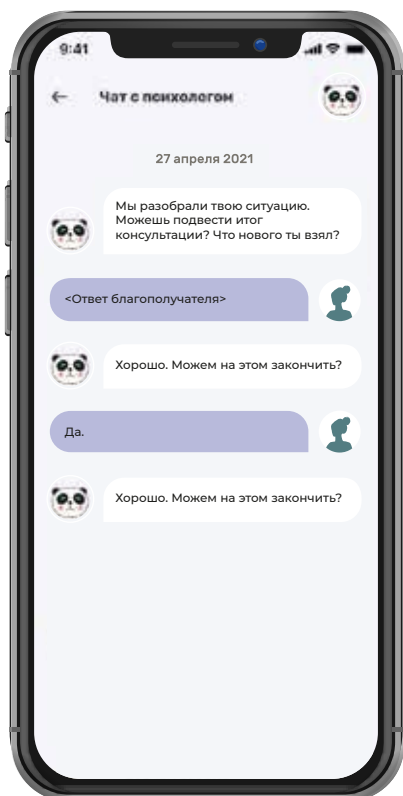 9:41
Чат с психологом
27 апреля 2021
Мы разобрали твою ситуацию.
Можешь подвести итог
консультации? Что нового ты взял?
<Ответ благополучателя>
Хорошо. Можем на этом закончить?
Да.
Хорошо. Можем на этом закончить?